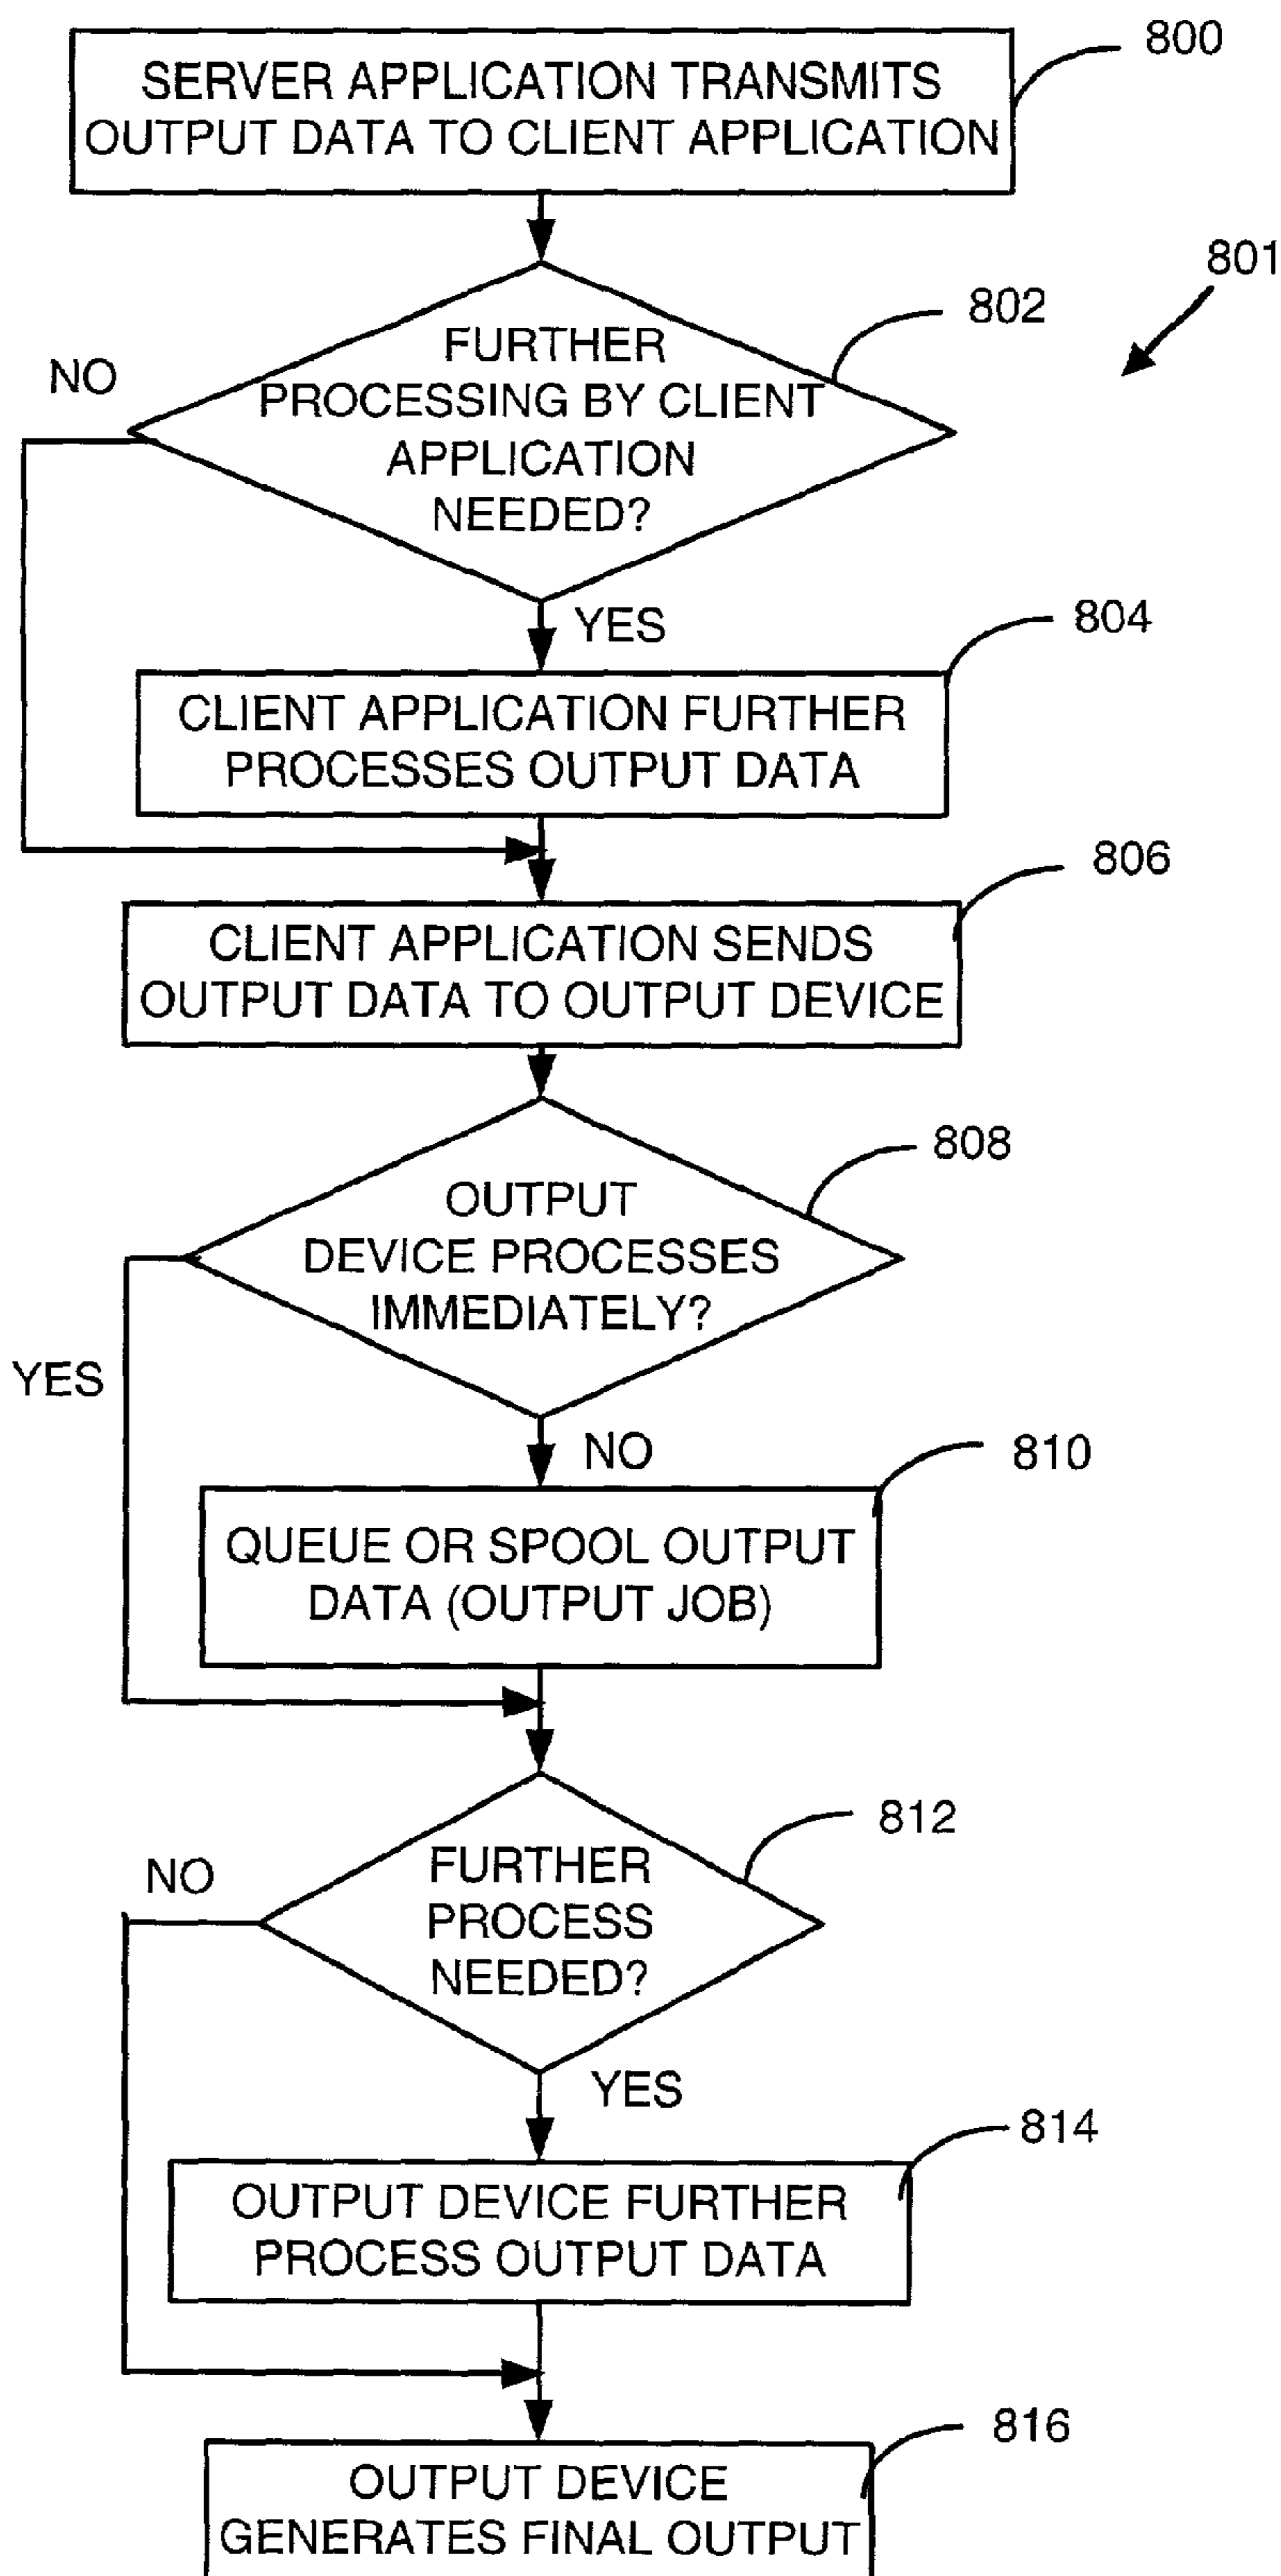 800
SERVER APPLICATION TRANSMITS
OUTPUT DATA TO CLIENT APPLICATION
801
802
NO
FURTHER
PROCESSING BY CLIENT
APPLICATION
NEEDED?
YES
804
CLIENT APPLICATION FURTHER
PROCESSES OUTPUT DATA
806
CLIENT APPLICATION SENDS
OUTPUT DATA TO OUTPUT DEVICE
808
OUTPUT
DEVICE PROCESSES
IMMEDIATELY?
YES
NO
810
QUEUE OR SPOOL OUTPUT
DATA (OUTPUT JOB)
812
NO
FURTHER
PROCESS
NEEDED?
YES
814
OUTPUT DEVICE FURTHER
PROCESS OUTPUT DATA
816
OUTPUT DEVICE
GENERATES FINAL OUTPUT